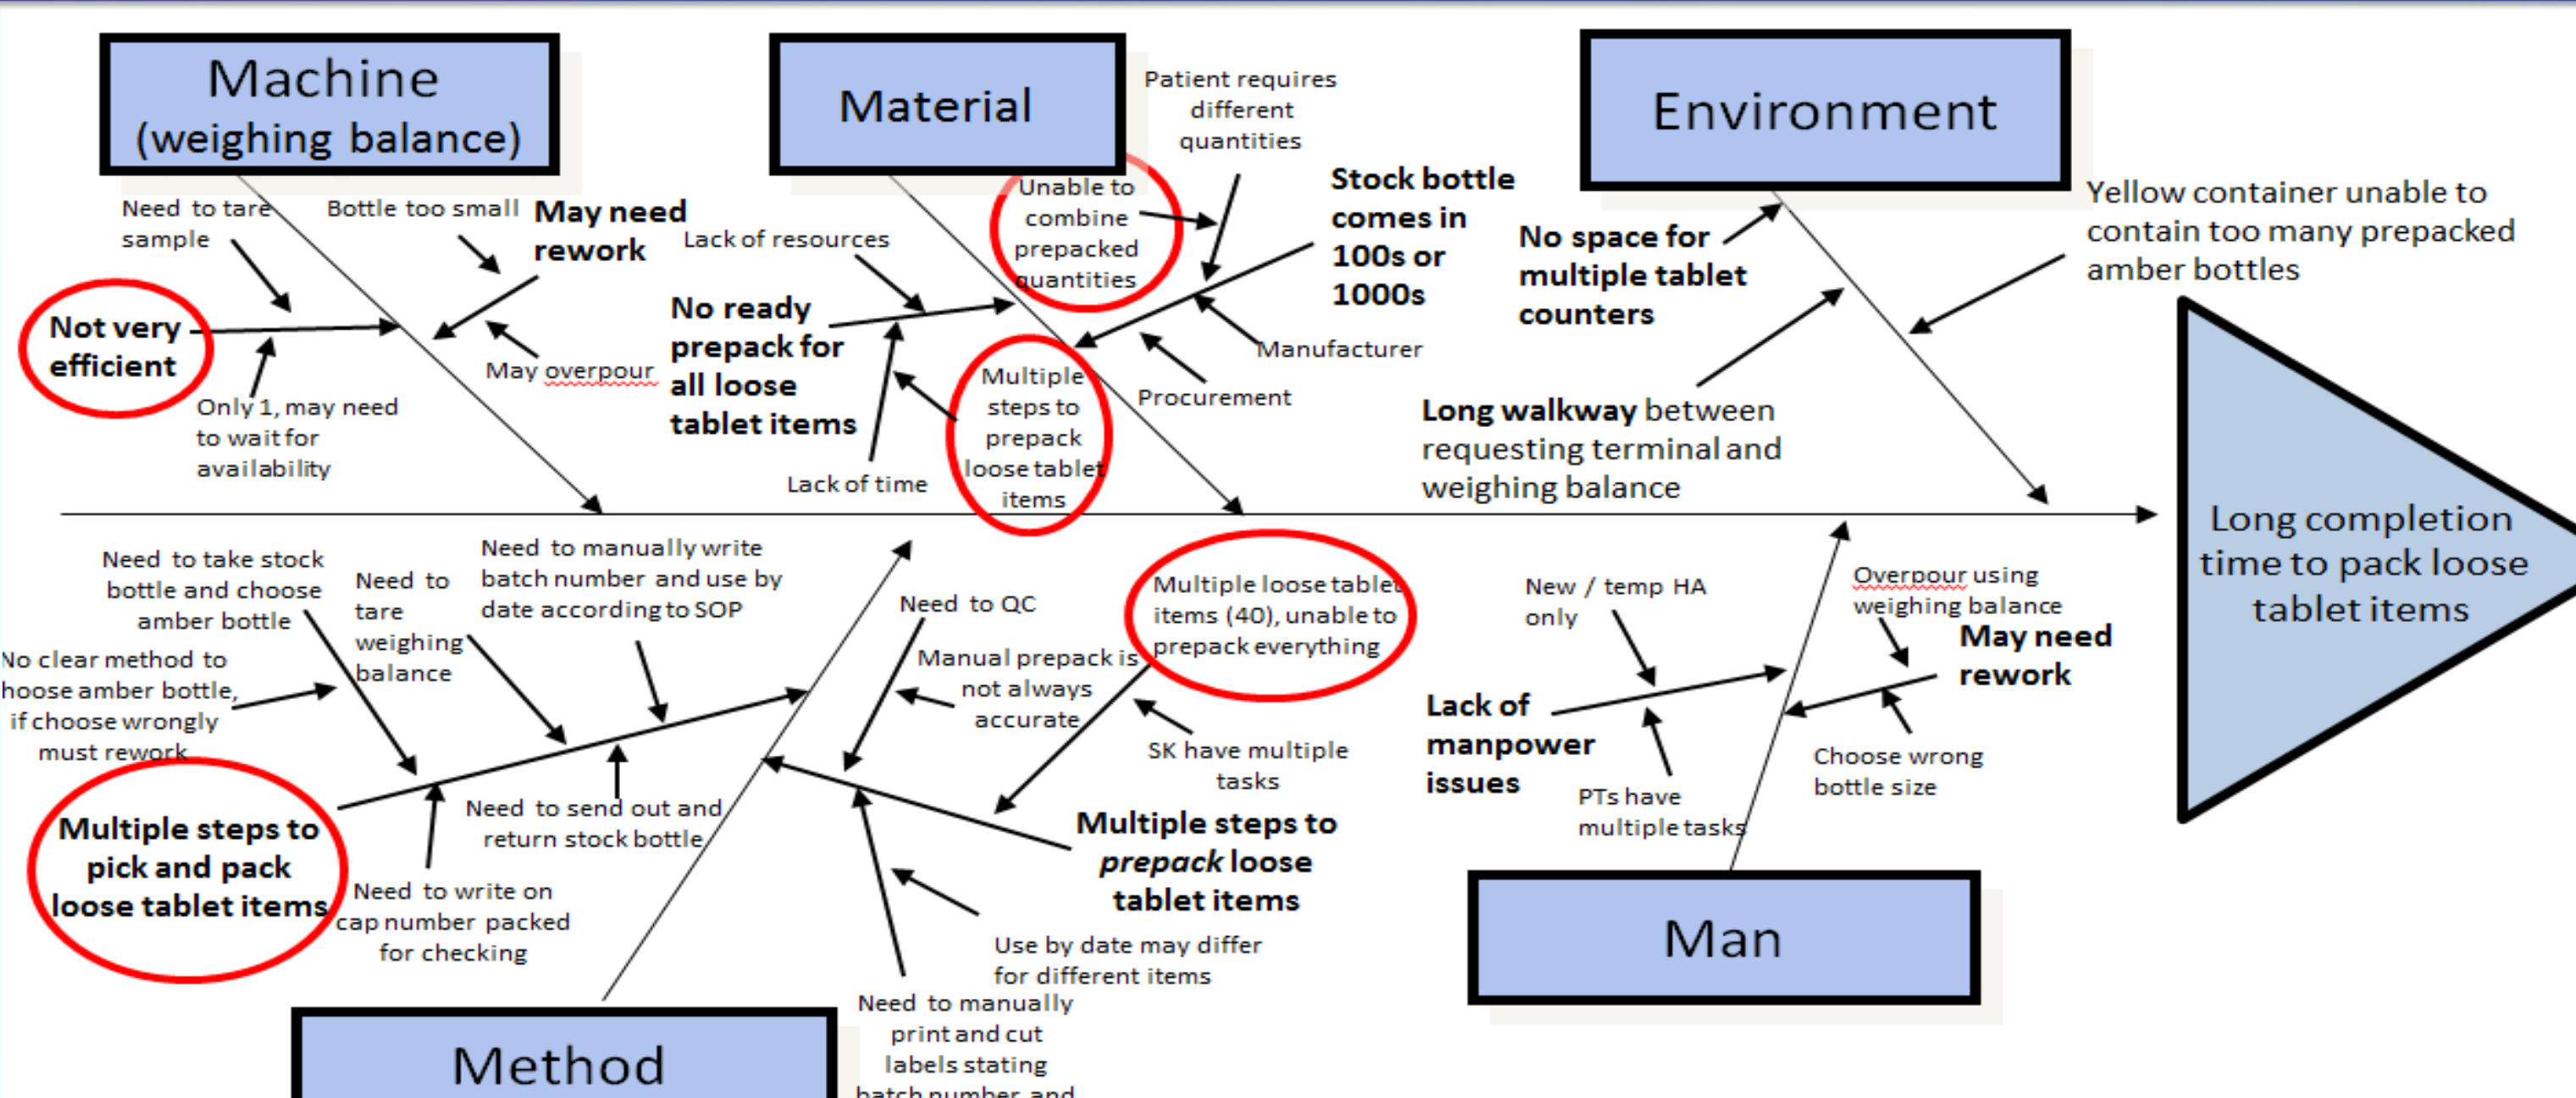 Machine
(weighing balance)
Need to tare
sample
Bottle too small
May need
rework
Not very
efficient
May overpour
Only 1, may need
to wait for
availability
Material
Patient requires
different
quantities
Unable to
combine
prepacked
quantities
Stock bottle
comes in
100s or
1000s
Lack of resources
No ready
prepack for
all loose
tablet items
Manufacturer
Procurement
Multiple
steps to
prepack
loose tablet
items
Lack of time
Environment
No space for
multiple tablet
counters
Yellow container unable to
contain too many prepacked
amber bottles
Long walkway between
requesting terminal and
weighing balance
Long completion
time to pack loose
tablet items
Need to take stock
bottle and choose
amber bottle
Need to
tare
weighing
balance
Need to manually write
batch number and use by
date according to SOP
No clear method to
hoose amber bottle,
if choose wrongly
must rework
Multiple steps to
pick and pack
loose tablet items
Need to send out and
return stock bottle
Need to write on
cap number packed
for checking
Need to QC
Manual prepack is
not always
accurate
Multiple loose tablet
items (40), unable to
prepack everything
SK have multiple
tasks
Multiple steps to
prepack loose
tablet items
Use by date may differ
for different items
Need to manually
print and cut
labels stating
batch number and
Method
New / temp HA
only
Overpour using
weighing balance
May need
rework
Lack of
manpower
issues
PTs have
multiple tasks
Choose wrong
bottle size
Man